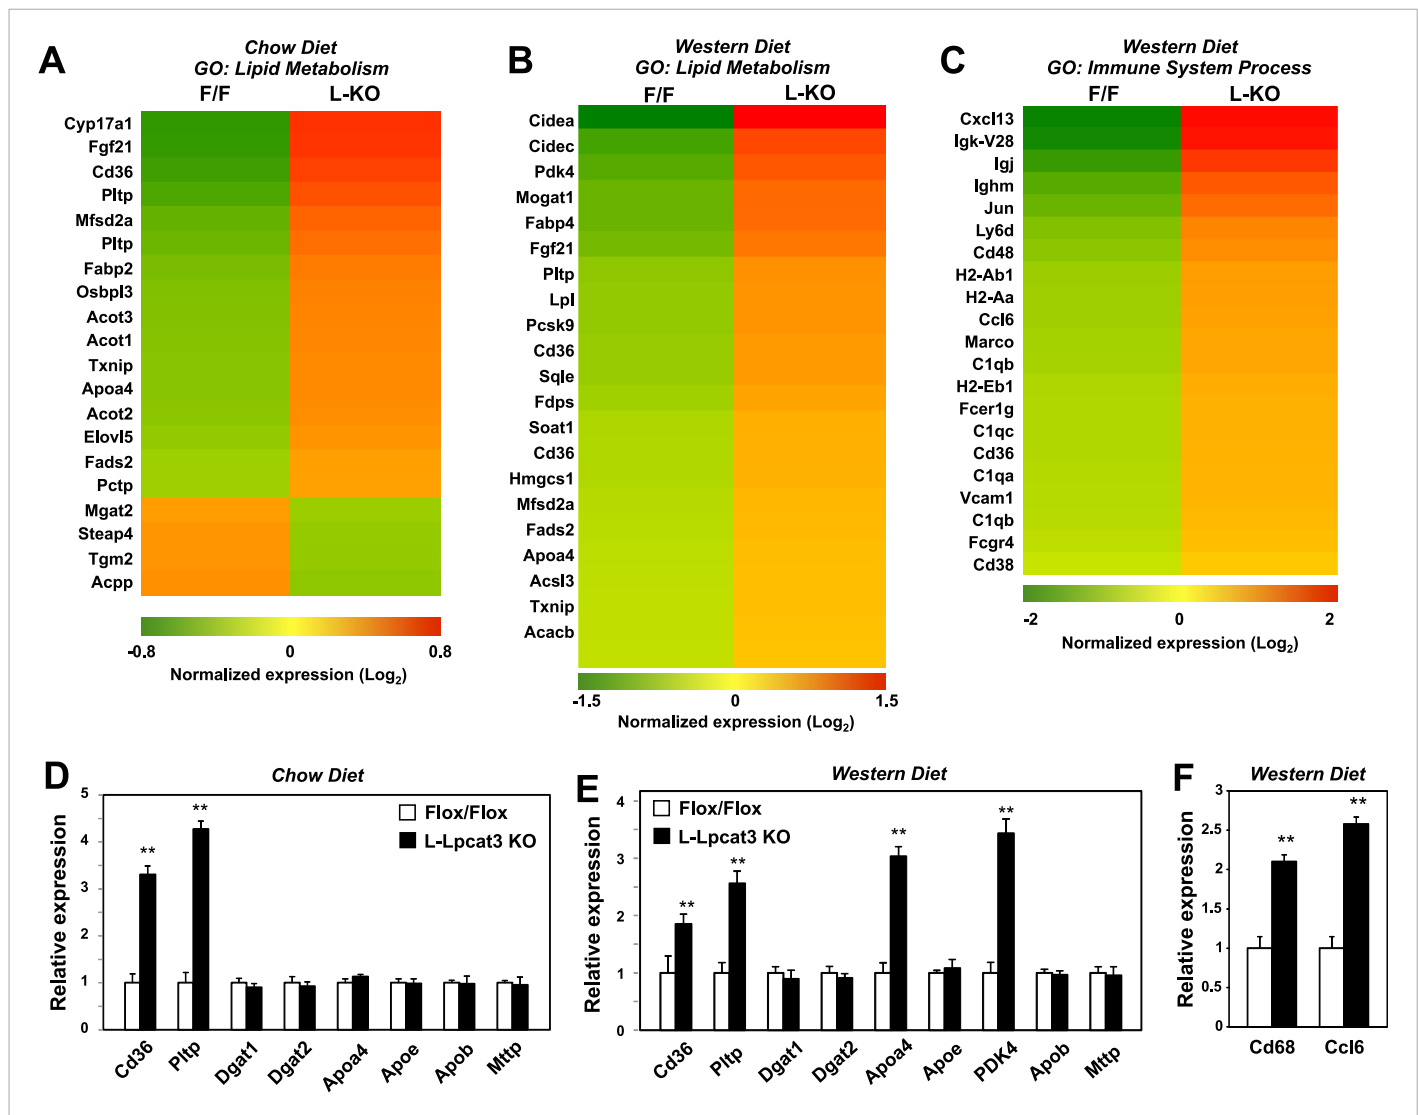 A
Chow Diet
GO: Lipid Metabolism
F/F L-KO
Cyp17a1
Fgf21
Cd36
Pltp
Mfsd2a
Pltp
Fabp2
Osbpl3
Acot3
Acot1
Txnip
Apoa4
Acot2
Elovl5
Fads2
Pctp
Mgat2
Steap4
Tgm2
Acpp
-0.8 0 0.8
Normalized expression (Log2)
B
Western Diet
GO: Lipid Metabolism
F/F L-KO
Cidea
Cidec
Pdk4
Mogat1
Fabp4
Fgf21
Pltp
Lpl
Pcsk9
Cd36
Sqle
Fdps
Soat1
Cd36
Hmgcs1
Mfsd2a
Fads2
Apoa4
Acsl3
Txnip
Acacb
-1.5 0 1.5
Normalized expression (Log2)
C
Western Diet
GO: Immune System Process
F/F L-KO
Cxcl13
Igk-V28
Igj
Ighm
Jun
Ly6d
Cd48
H2-Ab1
H2-Aa
Ccl6
Marco
C1qb
H2-Eb1
Fcer1g
C1qc
Cd36
C1qa
Vcam1
C1qb
Fcgr4
Cd38
-2 0 2
Normalized expression (Log2)
D
Chow Diet
Relative expression
5
4
3
2
1
0
Flox/Flox
L-Lpcat3 KO
** **
Cd36 Pltp Dgat1 Dgat2 Apoa4 Apoe Apob Mttp
E
Western Diet
Relative expression
4
3
2
1
0
Flox/Flox
L-Lpcat3 KO
** ** ** **
Cd36 Pltp Dgat1 Dgat2 Apoa4 Apoe PDK4 Apob Mttp
F
Western Diet
Relative expression
3
2.5
2
1.5
1
0.5
0
** **
Cd68 Ccl6